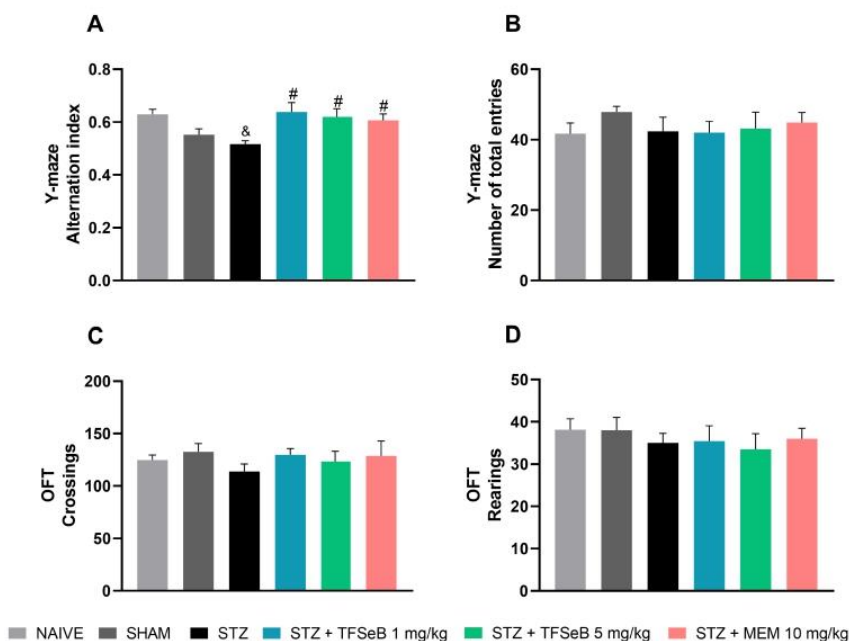 A
Y-maze
Alternation index
0.8
0.6
0.4
0.2
0.0
&
#
#
#
B
Y-maze
Number of total entries
60
40
20
0
C
OFT
Crossings
200
150
100
50
0
D
OFT
Rearings
50
40
30
20
10
0
NAIVE SHAM STZ STZ + TFSeB 1 mg/kg STZ + TFSeB 5 mg/kg STZ + MEM 10 mg/kg